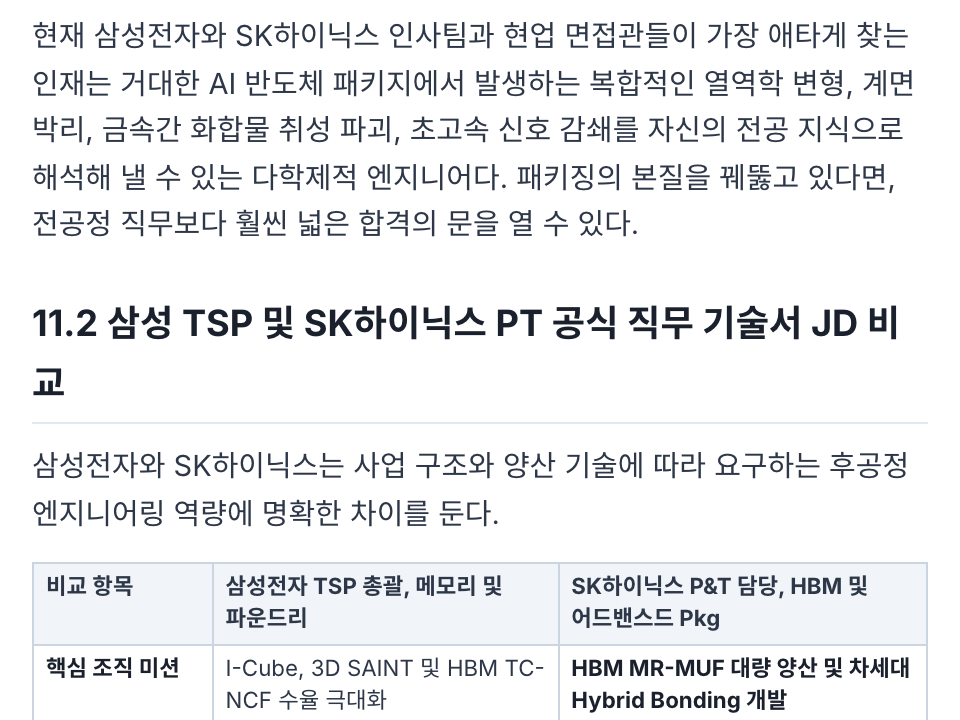 현재 삼성전자와 SK하이닉스 인사팀과 현업 면접관들이 가장 애타게 찾는
인재는 거대한 AI 반도체 패키지에서 발생하는 복합적인 열역학 변형, 계면
박리, 금속간 화합물 취성 파괴, 초고속 신호 감쇄를 자신의 전공 지식으로
해석해 낼 수 있는 다학제적 엔지니어다. 패키징의 본질을 꿰뚫고 있다면,
전공정 직무보다 훨씬 넓은 합격의 문을 열 수 있다.
11.2 삼성 TSP 및 SK하이닉스 PT 공식 직무 기술서 JD 비
교
삼성전자와 SK하이닉스는 사업 구조와 양산 기술에 따라 요구하는 후공정
엔지니어링 역량에 명확한 차이를 둔다.
비교 항목
삼성전자 TSP 총괄, 메모리 및
파운드리
SK하이닉스 P&T 담당, HBM 및
어드밴스드 Pkg
핵심 조직 미션
I-Cube, 3D SAINT 및 HBM TC-
NCF 수율 극대화
HBM MR-MUF 대량 양산 및 차세대
Hybrid Bonding 개발